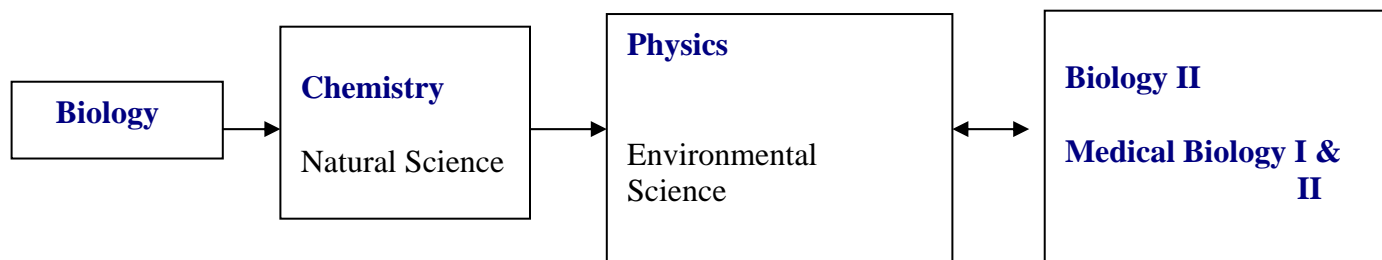 Biology
Chemistry
Natural Science
Physics
Environmental
Science
Biology II
Medical Biology I &
II